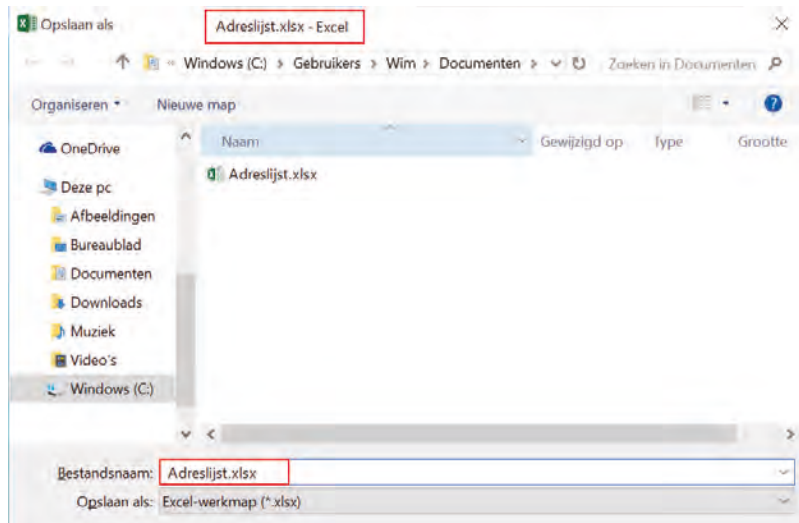 Opslaan als
Adreslijst.xlsx - Excel
« Windows (C:) > Gebruikers > Wim > Documenten >
Zoeken in Documenten
Organiseren
Nieuwe map
Naam
Gewijzigd op
Type
Grootte
OneDrive
Adreslijst.xlsx
Deze pc
Afbeeldingen
Bureaublad
Documenten
Downloads
Muziek
Video's
Windows (C:)
Bestandsnaam: Adreslijst.xlsx
Opslaan als: Excel-werkmap (*.xlsx)